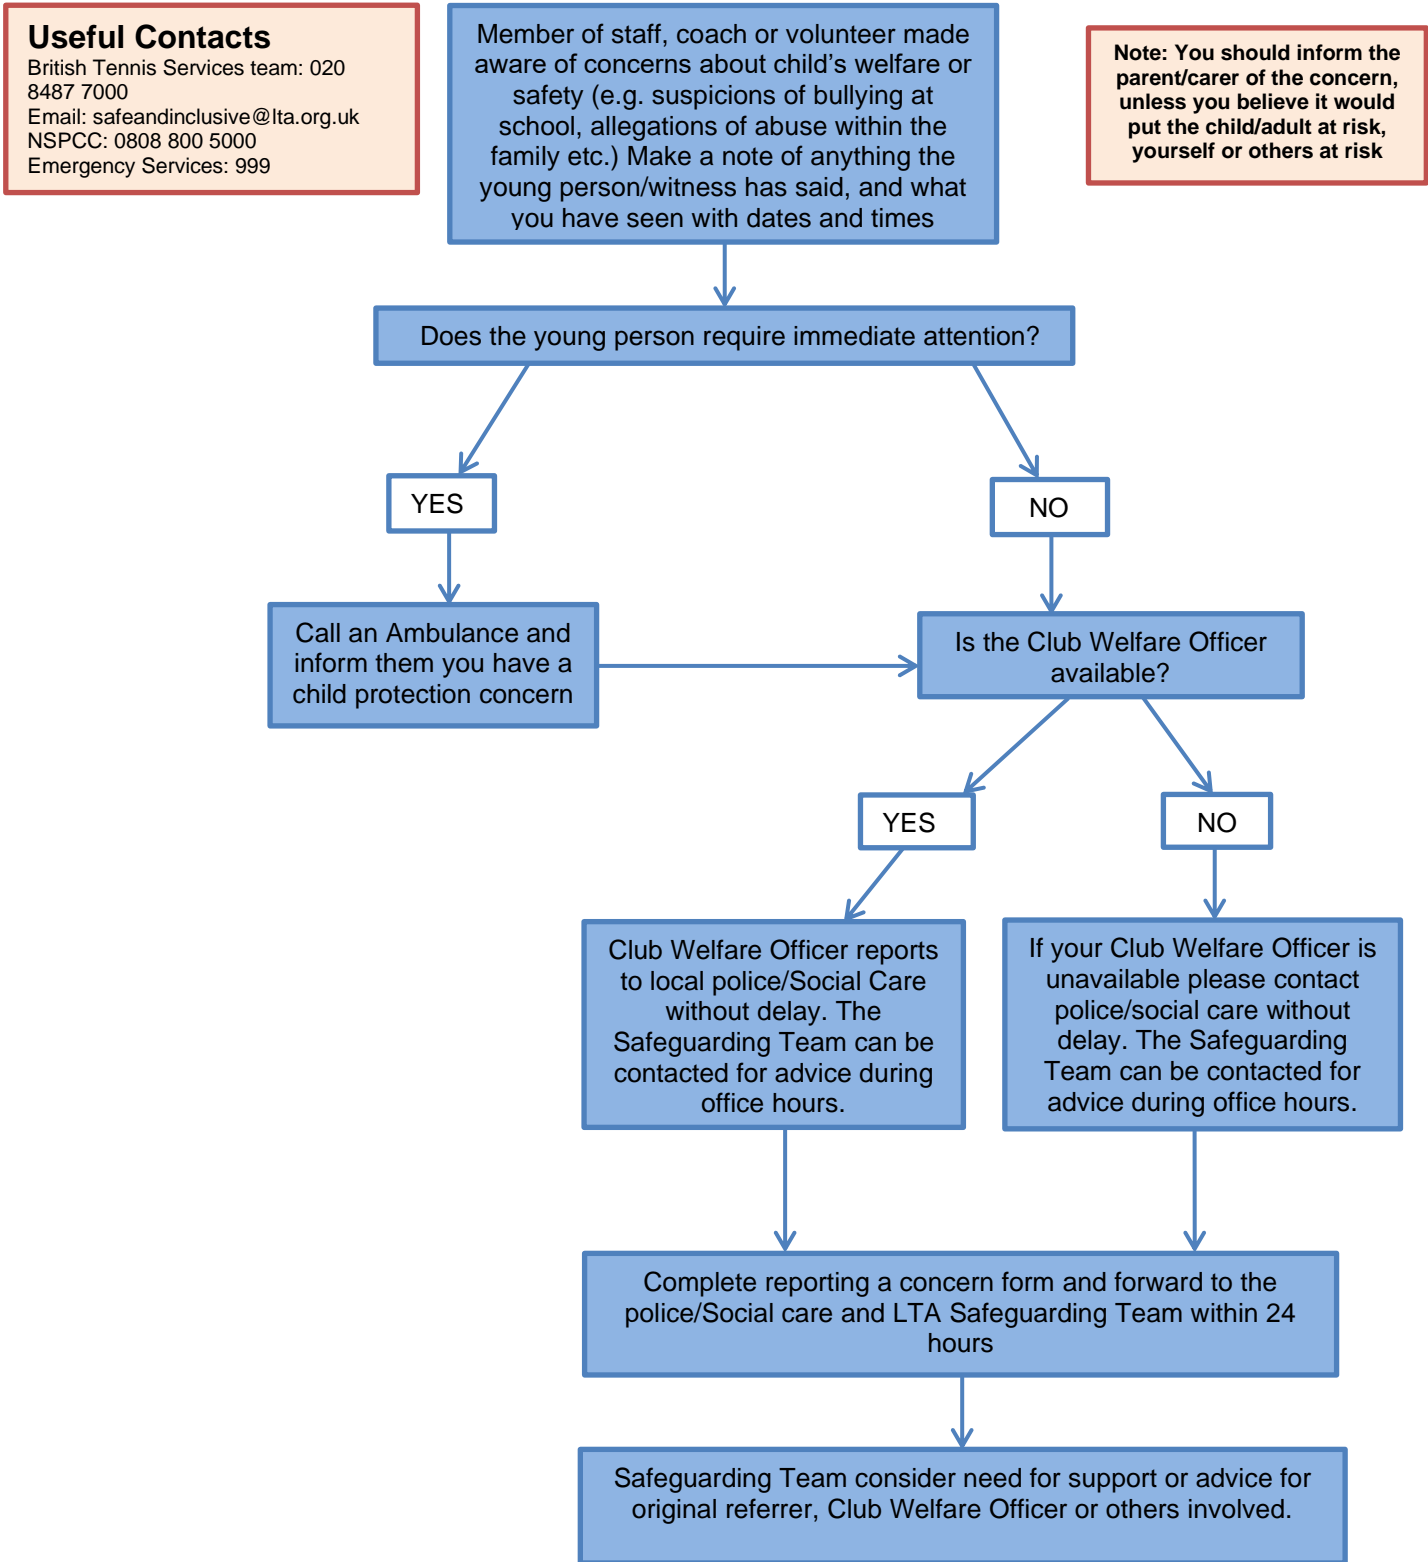 Useful Contacts
British Tennis Services team: 020
8487 7000
Email: safeandinclusive@lta.org.uk
NSPCC: 0808 800 5000
Emergency Services: 999
Member of staff, coach or volunteer made
aware of concerns about child’s welfare or
safety (e.g. suspicions of bullying at
school, allegations of abuse within the
family etc.) Make a note of anything the
young person/witness has said, and what
you have seen with dates and times
Note: You should inform the
parent/carer of the concern,
unless you believe it would
put the child/adult at risk,
yourself or others at risk
Does the young person require immediate attention?
YES
NO
Call an Ambulance and
inform them you have a
child protection concern
Is the Club Welfare Officer
available?
YES
NO
Club Welfare Officer reports
to local police/Social Care
without delay. The
Safeguarding Team can be
contacted for advice during
office hours.
If your Club Welfare Officer is
unavailable please contact
police/social care without
delay. The Safeguarding
Team can be contacted for
advice during office hours.
Complete reporting a concern form and forward to the
police/Social care and LTA Safeguarding Team within 24
hours
Safeguarding Team consider need for support or advice for
original referrer, Club Welfare Officer or others involved.